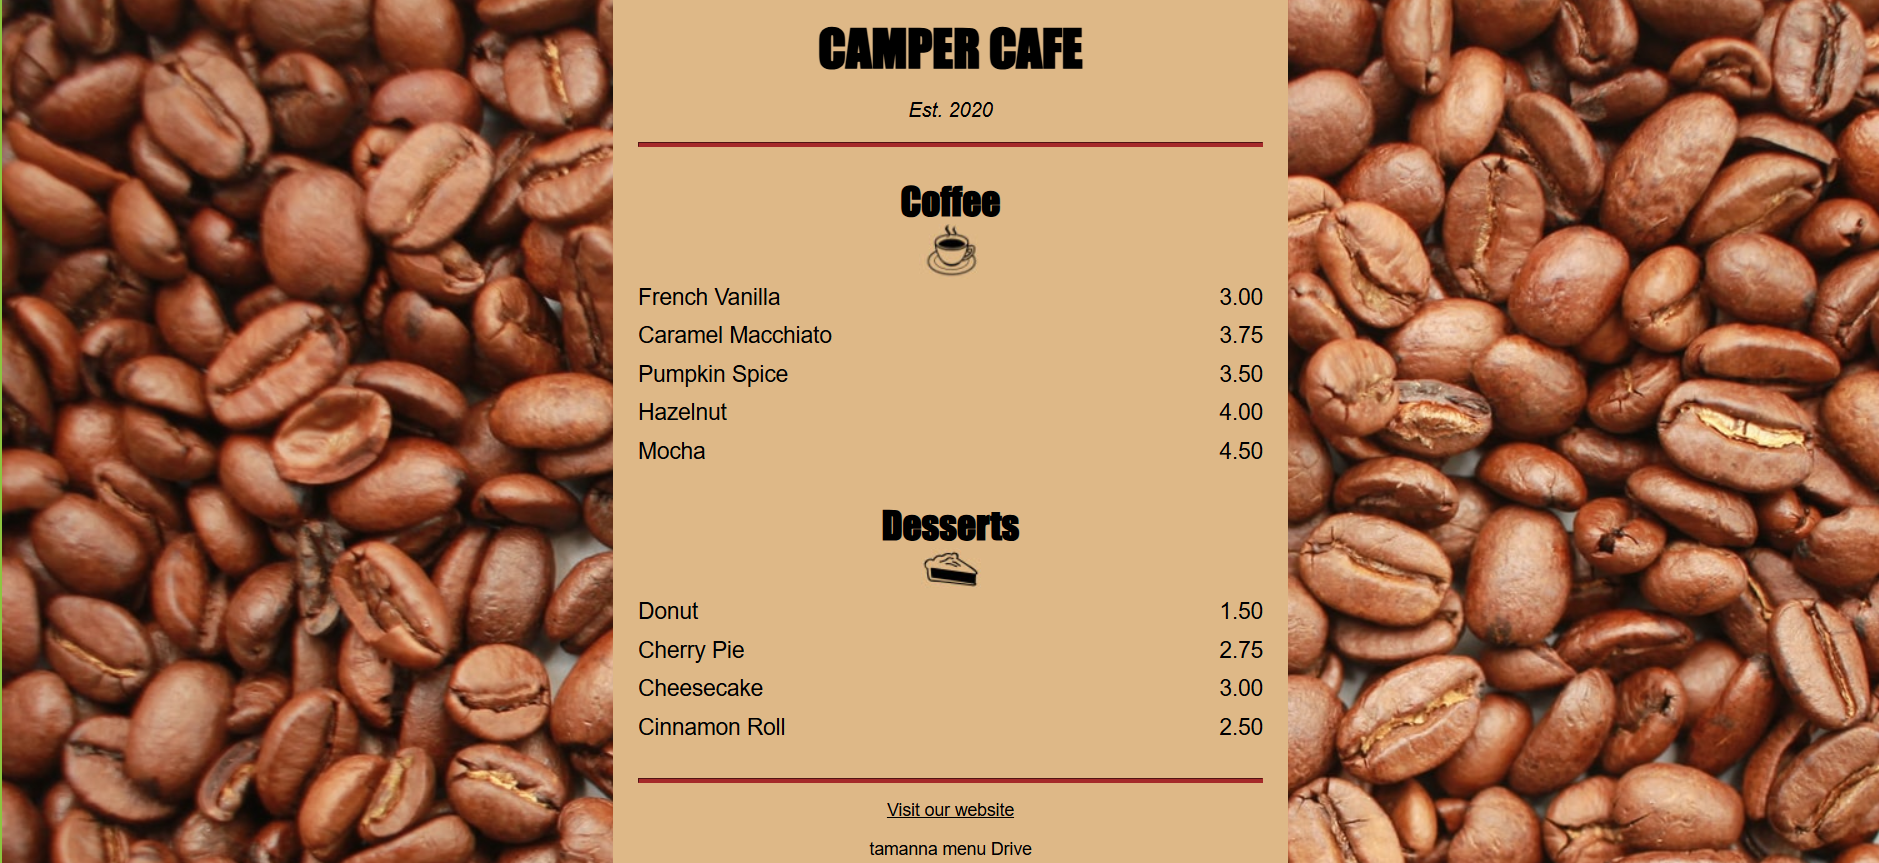 CAMPER CAFE
Est. 2020
Coffee
French Vanilla 3.00
Caramel Macchiato 3.75
Pumpkin Spice 3.50
Hazelnut 4.00
Mocha 4.50
Desserts
Donut 1.50
Cherry Pie 2.75
Cheesecake 3.00
Cinnamon Roll 2.50
Visit our website
tamanna menu Drive